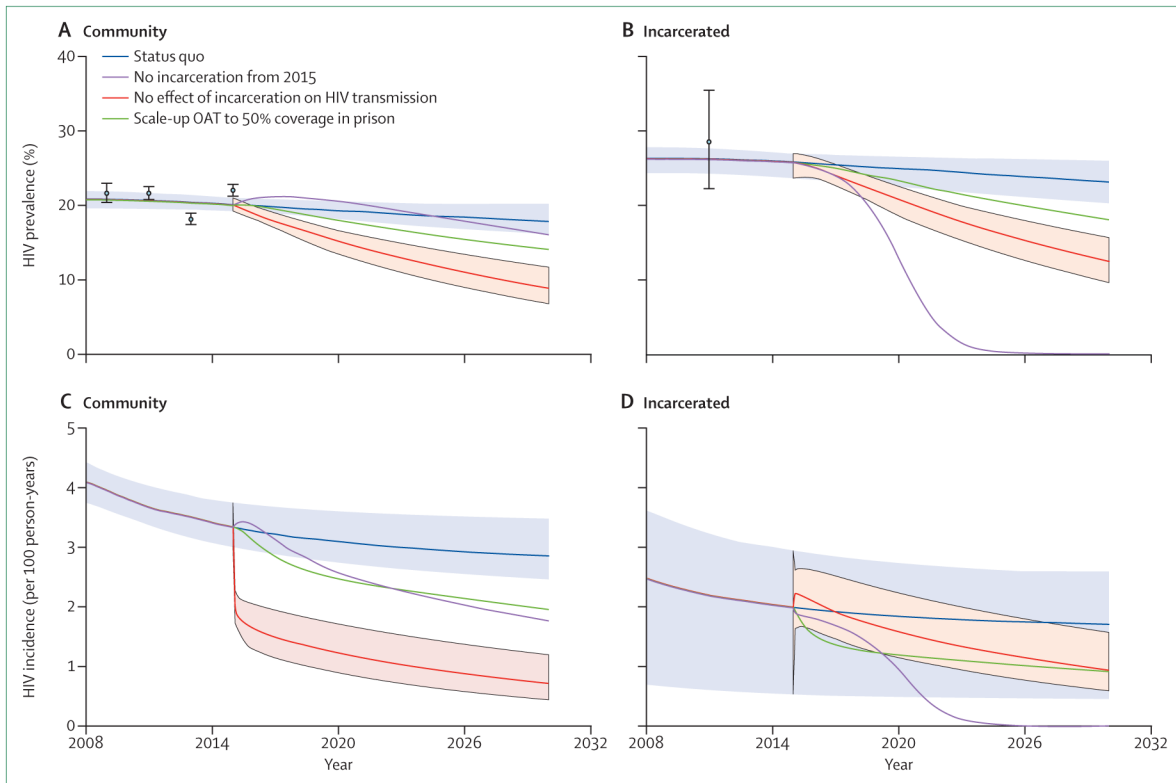 A Community
B Incarcerated
40
30
20
10
0
HIV prevalence (%)
Status quo
No incarceration from 2015
No effect of incarceration on HIV transmission
Scale-up OAT to 50% coverage in prison
C Community
D Incarcerated
5
4
3
2
1
0
HIV incidence (per 100 person-years)
2008 2014 2020 2026 2032
2008 2014 2020 2026 2032
Year
Year